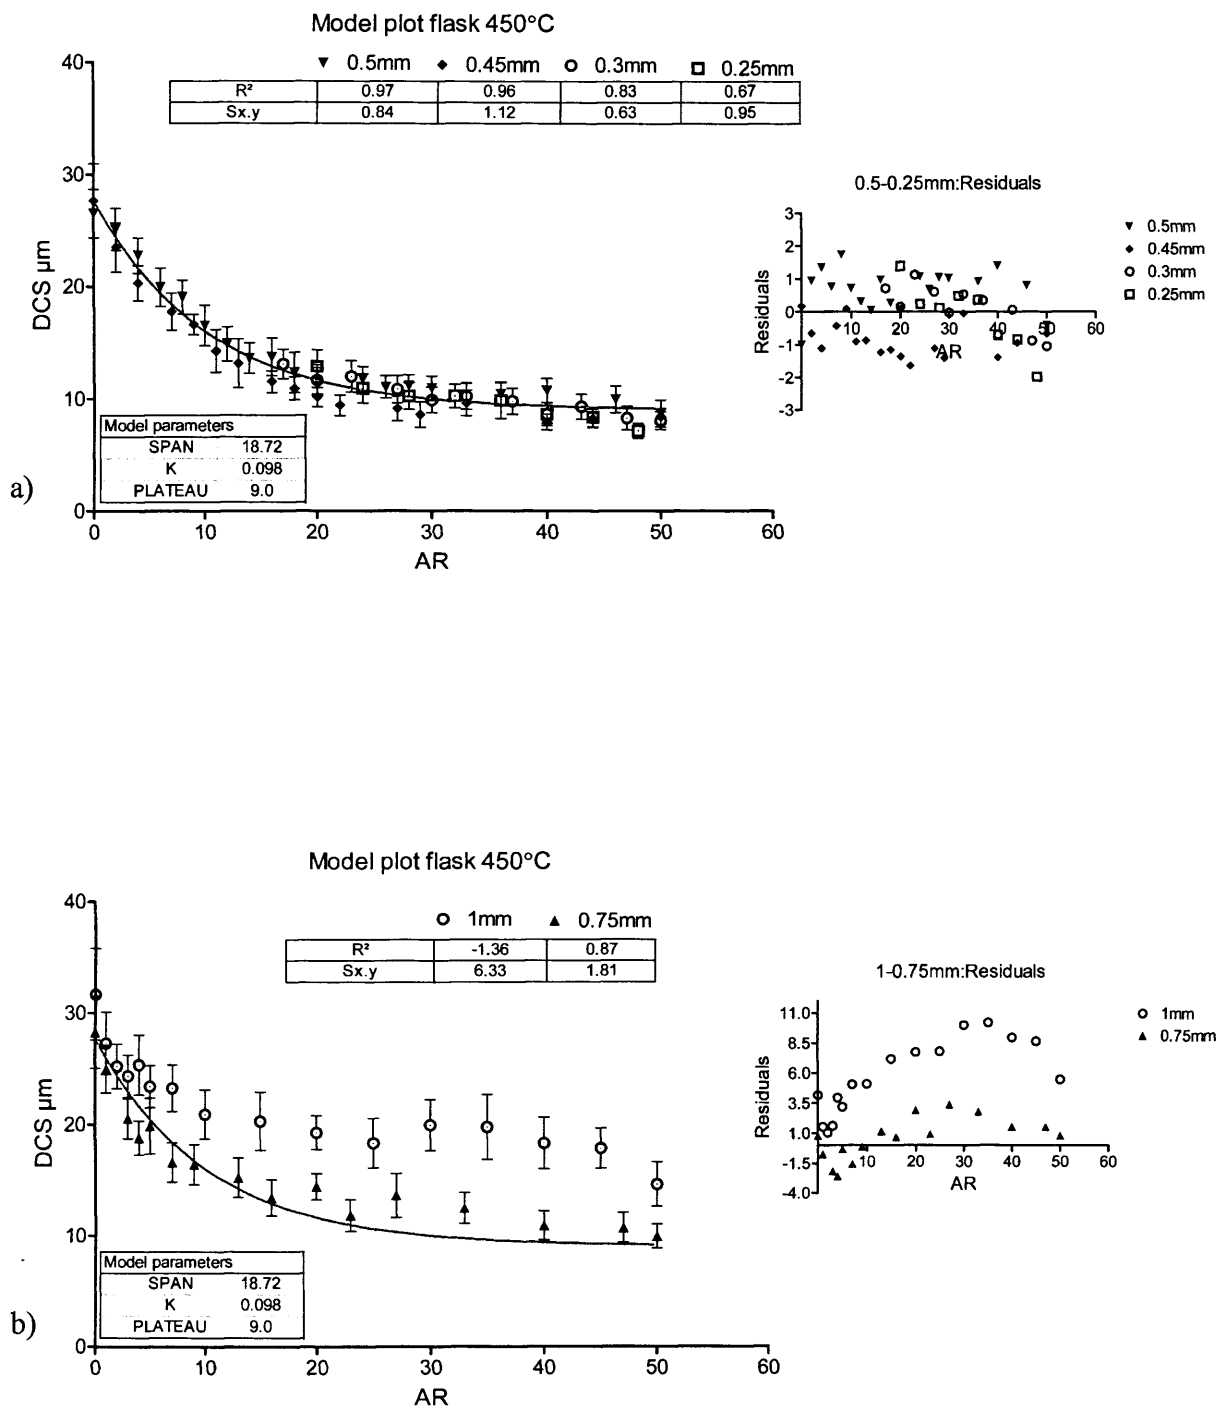 Model plot flask 450°C
0.5mm 0.45mm 0.3mm 0.25mm
R² 0.97 0.96 0.83 0.67
Sx.y 0.84 1.12 0.63 0.95
40
30
20
10
0
DCS µm
Model parameters
SPAN 18.72
K 0.098
PLATEAU 9.0
a)
0 10 20 30 40 50 60
AR
0.5-0.25mm:Residuals
3
2
1
0
-1
-2
-3
Residuals
10 20 30 40 50 60
AR
0.5mm
0.45mm
0.3mm
0.25mm
Model plot flask 450°C
1mm 0.75mm
R² -1.36 0.87
Sx.y 6.33 1.81
40
30
20
10
0
DCS µm
Model parameters
SPAN 18.72
K 0.098
PLATEAU 9.0
b)
0 10 20 30 40 50 60
AR
1-0.75mm:Residuals
11.0
8.5
6.0
3.5
1.0
-1.5
-4.0
Residuals
10 20 30 40 50 60
AR
1mm
0.75mm